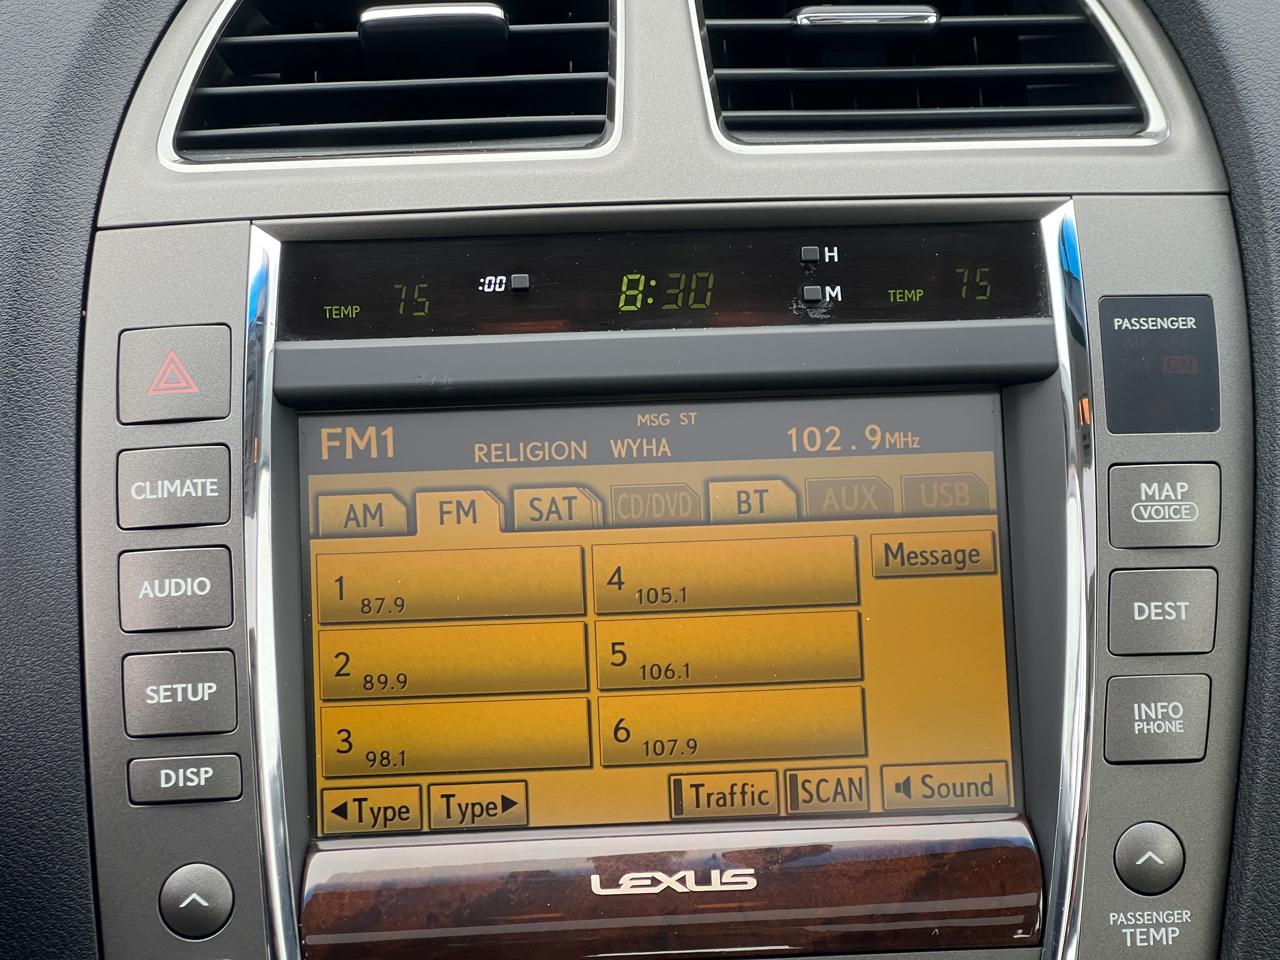 TEMP 75 :00 8:30 H M TEMP 75
PASSENGER
ON
MSG ST
FM1 RELIGION WYHA 102.9MHz
AM FM SAT CD/DVD BT AUX USB
1 87.9
4 105.1
Message
2 89.9
5 106.1
3 98.1
6 107.9
◀Type Type▶ Traffic SCAN Sound
CLIMATE
AUDIO
SETUP
DISP
MAP
VOICE
DEST
INFO
PHONE
PASSENGER
TEMP
LEXUS